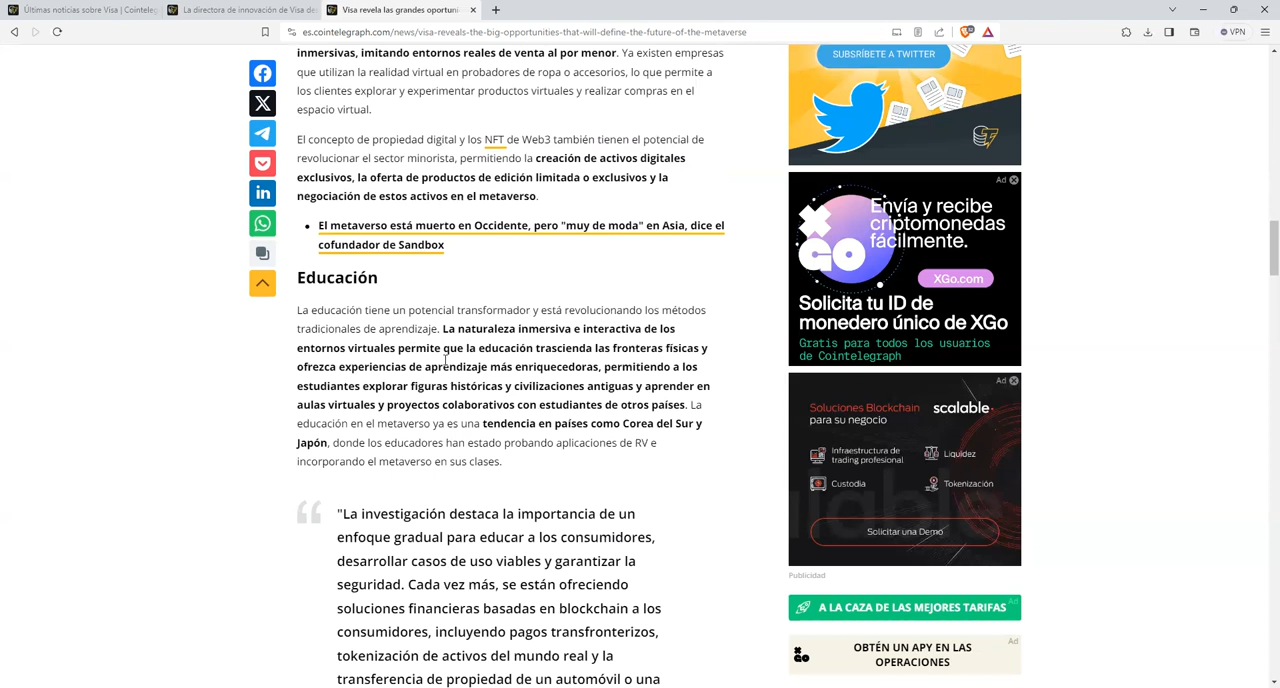 Últimas noticias sobre Visa | Cointeleg
La directora de innovación de Visa de
Visa revela las grandes oportuni
es.cointelegraph.com/news/visa-reveals-the-big-opportunities-that-will-define-the-future-of-the-metaverse
VPN
inmersivas, imitando entornos reales de venta al por menor. Ya existen empresas
que utilizan la realidad virtual en probadores de ropa o accesorios, lo que permite a
los clientes explorar y experimentar productos virtuales y realizar compras en el
espacio virtual.
El concepto de propiedad digital y los NFT de Web3 también tienen el potencial de
revolucionar el sector minorista, permitiendo la creación de activos digitales
exclusivos, la oferta de productos de edición limitada o exclusivos y la
negociación de estos activos en el metaverso.
El metaverso está muerto en Occidente, pero "muy de moda" en Asia, dice el
cofundador de Sandbox
Educación
La educación tiene un potencial transformador y está revolucionando los métodos
tradicionales de aprendizaje. La naturaleza inmersiva e interactiva de los
entornos virtuales permite que la educación trascienda las fronteras físicas y
ofrezca experiencias de aprendizaje más enriquecedoras, permitiendo a los
estudiantes explorar figuras históricas y civilizaciones antiguas y aprender en
aulas virtuales y proyectos colaborativos con estudiantes de otros países. La
educación en el metaverso ya es una tendencia en países como Corea del Sur y
Japón, donde los educadores han estado probando aplicaciones de RV e
incorporando el metaverso en sus clases.
"La investigación destaca la importancia de un
enfoque gradual para educar a los consumidores,
desarrollar casos de uso viables y garantizar la
seguridad. Cada vez más, se están ofreciendo
soluciones financieras basadas en blockchain a los
consumidores, incluyendo pagos transfronterizos,
tokenización de activos del mundo real y la
transferencia de propiedad de un automóvil o una
SUBSRÍBETE A TWITTER
Ad
Envía y recibe
criptomonedas
fácilmente.
XGo.com
Solicita tu ID de
monedero único de XGo
Gratis para todos los usuarios
de Cointelegraph
Ad
Soluciones Blockchain
para su negocio
scalable
Infraestructura de
trading profesional
Liquidez
Custodia
Tokenización
Solicitar una Demo
Publicidad
A LA CAZA DE LAS MEJORES TARIFAS
Ad
OBTÉN UN APY EN LAS
OPERACIONES
Ad